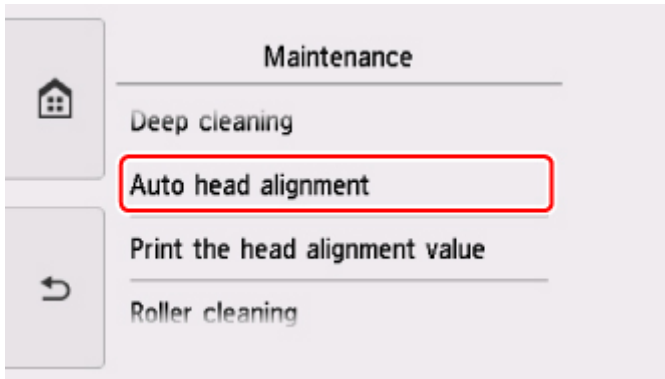 Maintenance
Deep cleaning
Auto head alignment
Print the head alignment value
Roller cleaning